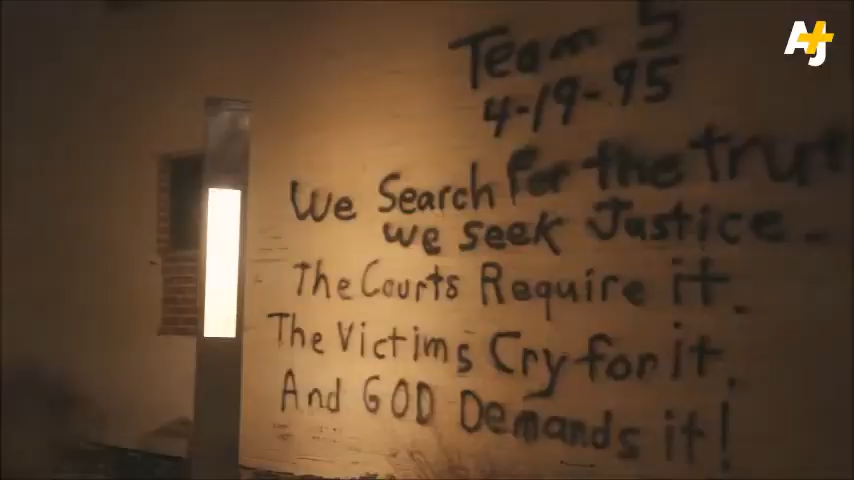 AJ+
Team 5
4-19-95
We Search for the trut
we seek Justice.
The Courts Require it.
The Victims Cry for it.
And GOD Demands it!